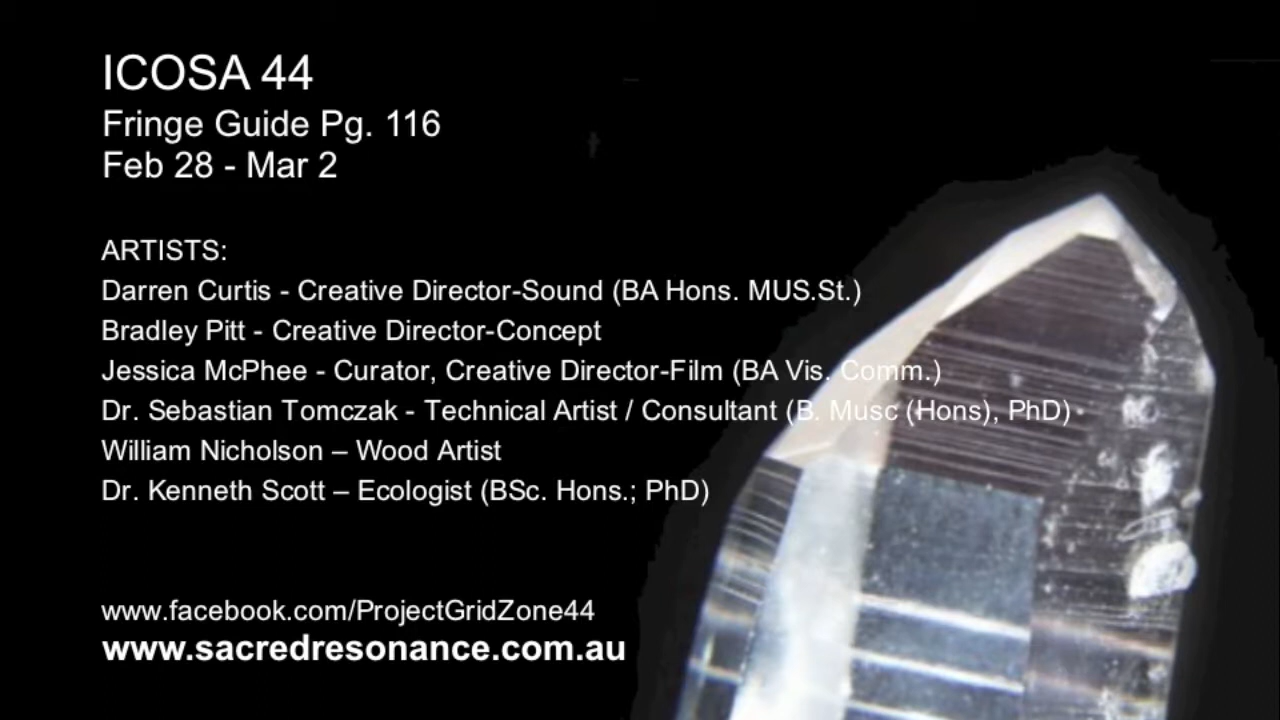 ICOSA 44
Fringe Guide Pg. 116
Feb 28 - Mar 2
ARTISTS:
Darren Curtis - Creative Director-Sound (BA Hons. MUS.St.)
Bradley Pitt - Creative Director-Concept
Jessica McPhee - Curator, Creative Director-Film (BA Vis. Comm.)
Dr. Sebastian Tomczak - Technical Artist / Consultant (B. Musc (Hons), PhD)
William Nicholson – Wood Artist
Dr. Kenneth Scott – Ecologist (BSc. Hons.; PhD)
www.facebook.com/ProjectGridZone44
www.sacredresonance.com.au